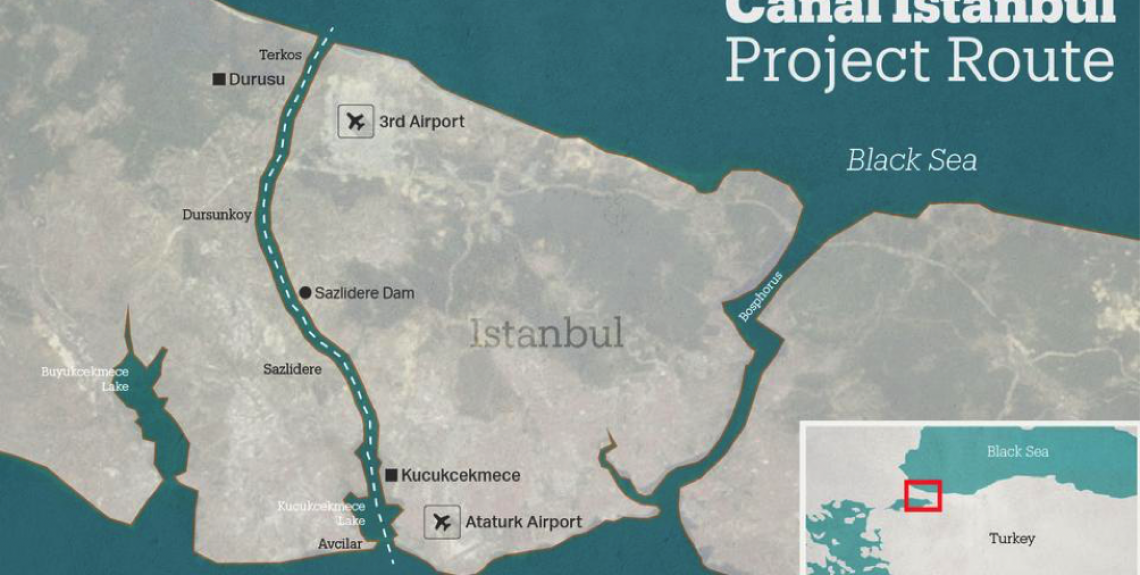 Canal Istanbul
Project Route
Terkos
Durusu
3rd Airport
Black Sea
Dursunkoy
Bosphorus
Sazlidere Dam
Istanbul
Sazlidere
Buyukcekmece
Lake
Kucukcekmece
Kucukcekmece
Lake
Ataturk Airport
Avcilar
Black Sea
Turkey